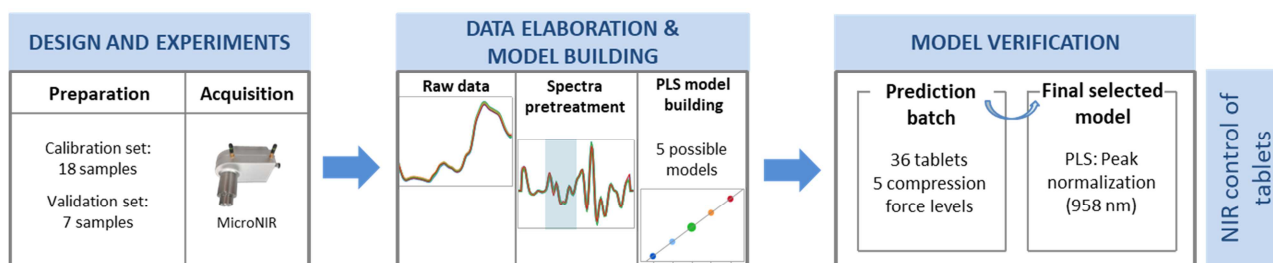 DESIGN AND EXPERIMENTS
Preparation
Calibration set:
18 samples
Validation set:
7 samples
Acquisition
MicroNIR
DATA ELABORATION &
MODEL BUILDING
Raw data
Spectra
pretreatment
PLS model
building
5 possible
models
MODEL VERIFICATION
Prediction
batch
36 tablets
5 compression
force levels
Final selected
model
PLS: Peak
normalization
(958 nm)
NIR control of
tablets